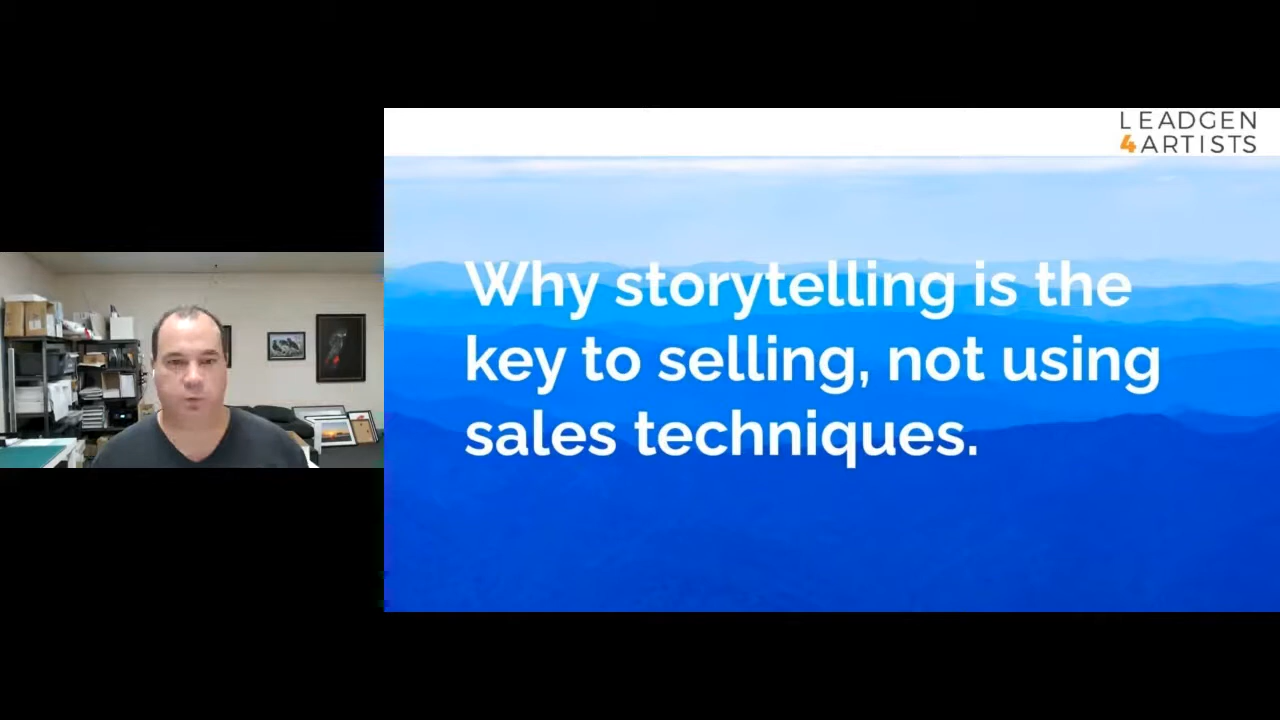 LEADGEN
4ARTISTS
Why storytelling is the
key to selling, not using
sales techniques.